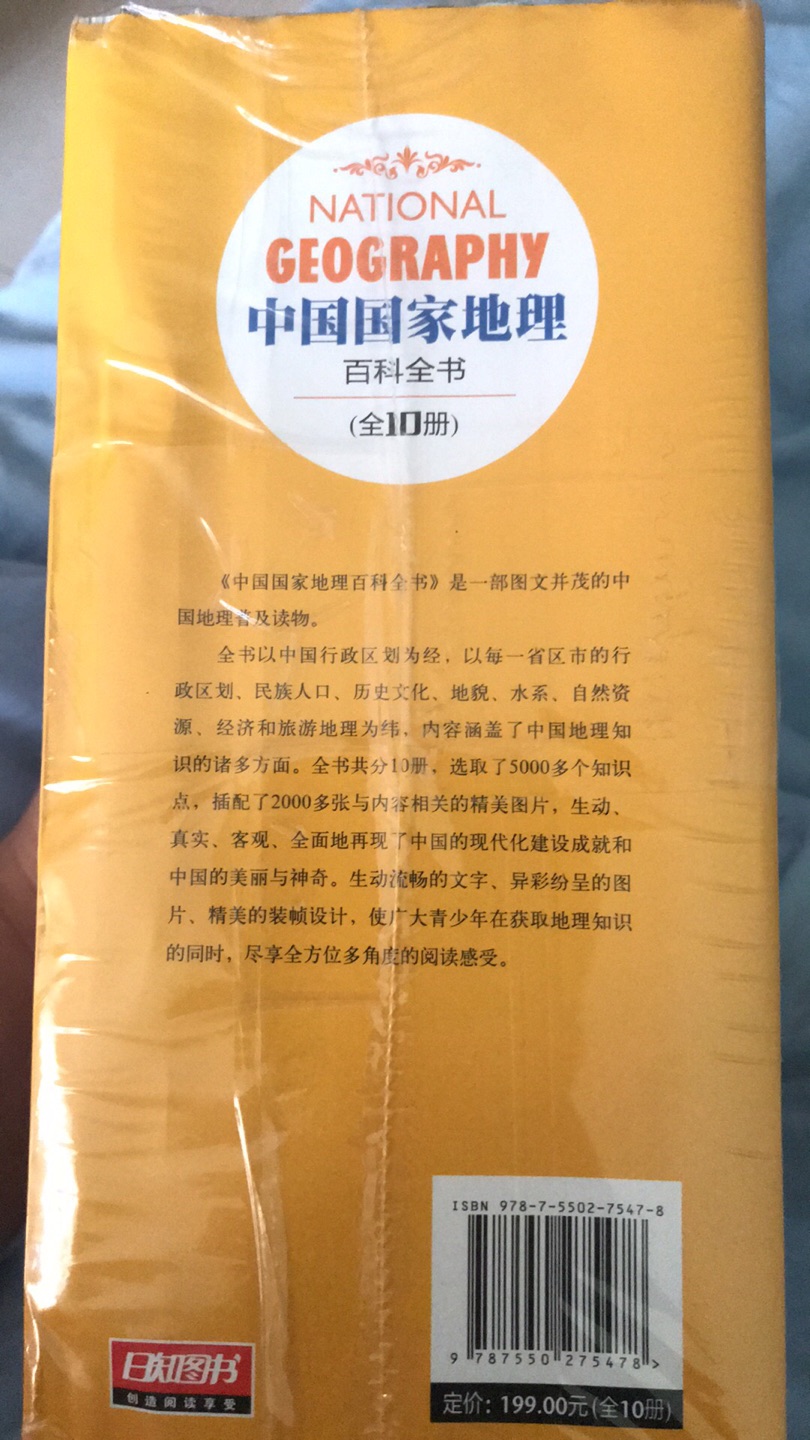 NATIONAL
GEOGRAPHY
中国国家地理
百科全书
(全10册)
《中国国家地理百科全书》是一部图文并茂的中
国地理普及读物。
全书以中国行政区划为经，以每一省区市的行
政区划、民族人口、历史文化、地貌、水系、自然资
源、经济和旅游地理为纬，内容涵盖了中国地理知
识的诸多方面。全书共分10册，选取了5000多个知识
点，插配了2000多张与内容相关的精美图片，生动、
真实、客观、全面地再现了中国的现代化建设成就和
中国的美丽与神奇。生动流畅的文字、异彩纷呈的图
片、精美的装帧设计，使广大青少年在获取地理知识
的同时，尽享全方位多角度的阅读感受。
ISBN 978-7-5502-7547-8
9 787550 275478 >
定价：199.00元(全10册)
日知图书
创造阅读享受